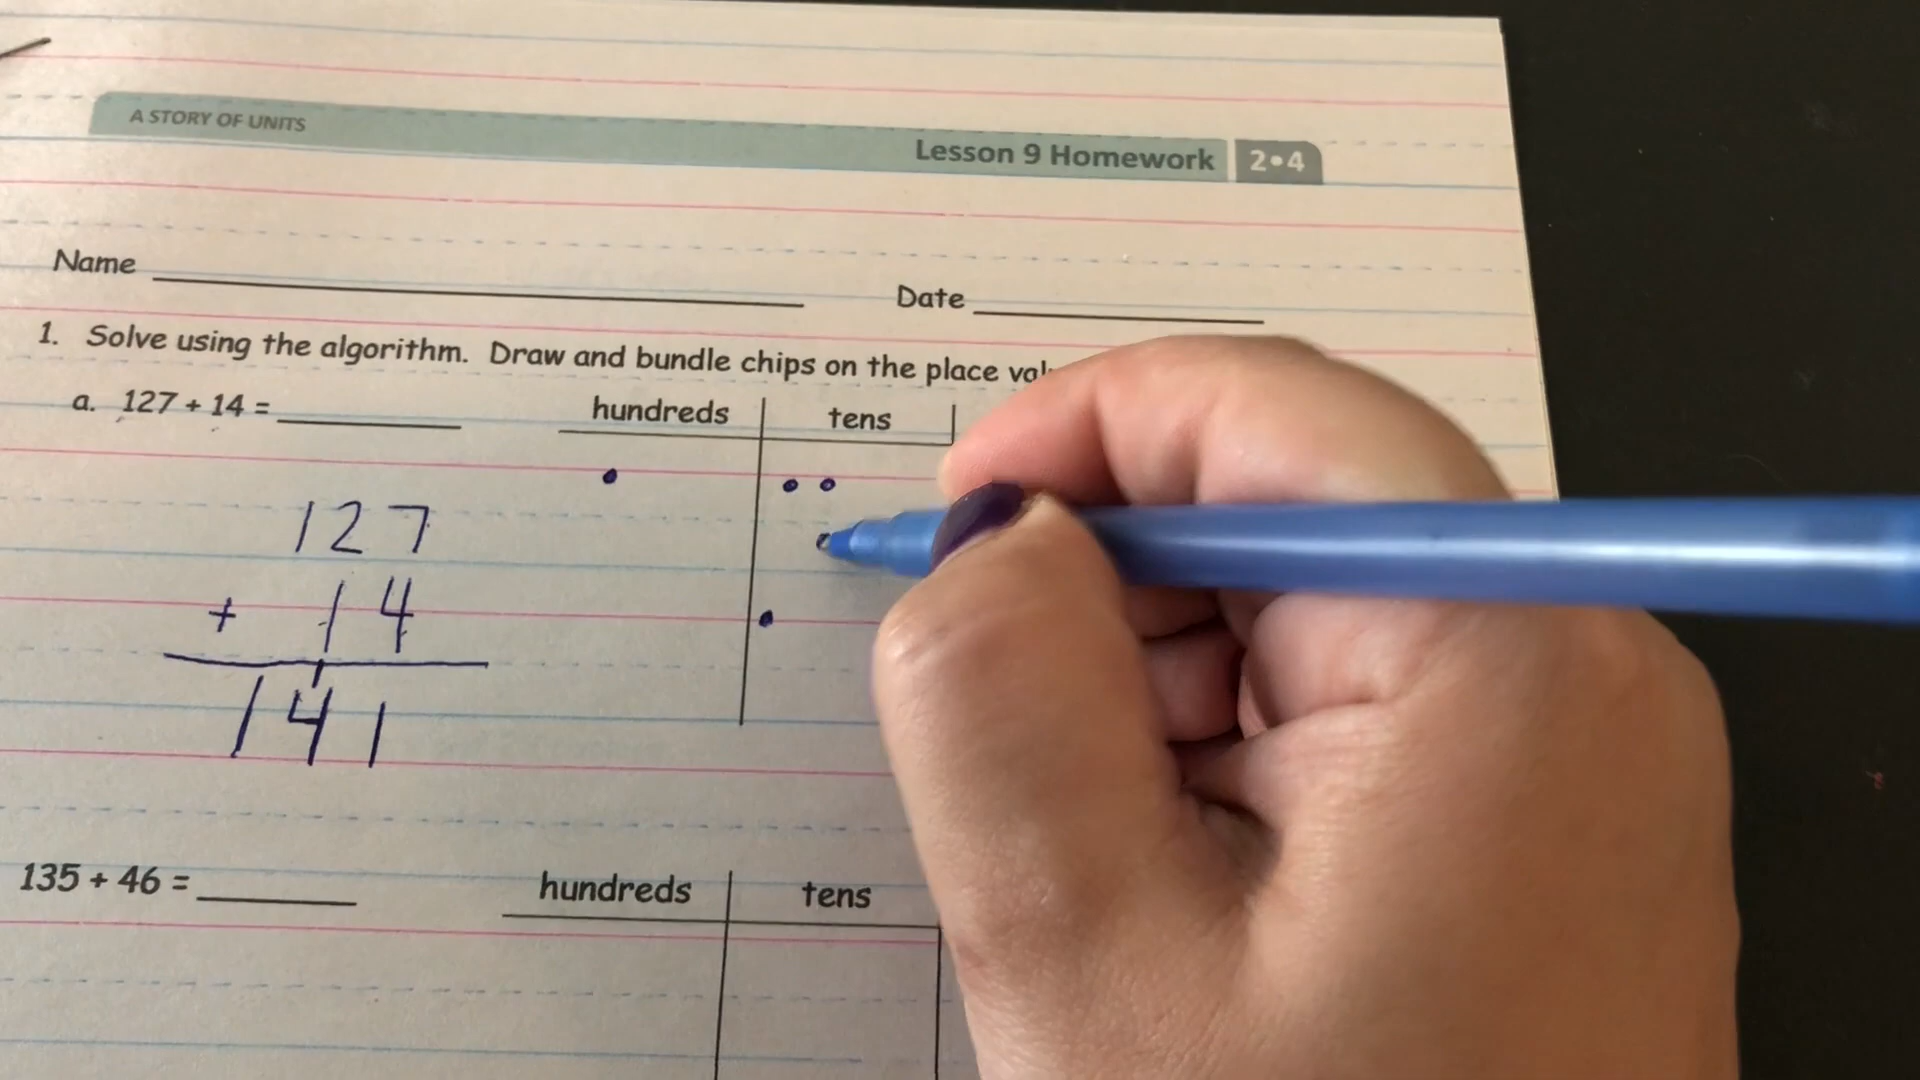 A STORY OF UNITS
Lesson 9 Homework 2•4
Name
Date
1. Solve using the algorithm. Draw and bundle chips on the place
a. 127 + 14 =
hundreds tens
127
+ 14
1
141
135 + 46 =
hundreds tens